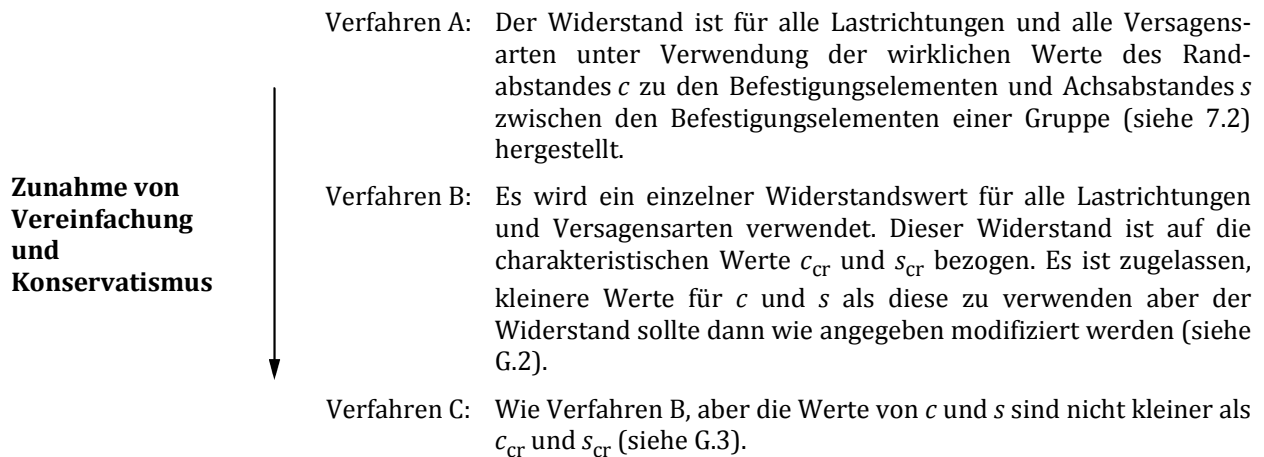 Verfahren A: Der Widerstand ist für alle Lastrichtungen und alle Versagens-
arten unter Verwendung der wirklichen Werte des Rand-
abstandes c zu den Befestigungselementen und Achsabstandes s
zwischen den Befestigungselementen einer Gruppe (siehe 7.2)
hergestellt.
Zunahme von
Vereinfachung
und
Konservatismus
Verfahren B: Es wird ein einzelner Widerstandswert für alle Lastrichtungen
und Versagensarten verwendet. Dieser Widerstand ist auf die
charakteristischen Werte c_cr und s_cr bezogen. Es ist zugelassen,
kleinere Werte für c und s als diese zu verwenden aber der
Widerstand sollte dann wie angegeben modifiziert werden (siehe
G.2).
Verfahren C: Wie Verfahren B, aber die Werte von c und s sind nicht kleiner als
c_cr und s_cr (siehe G.3).